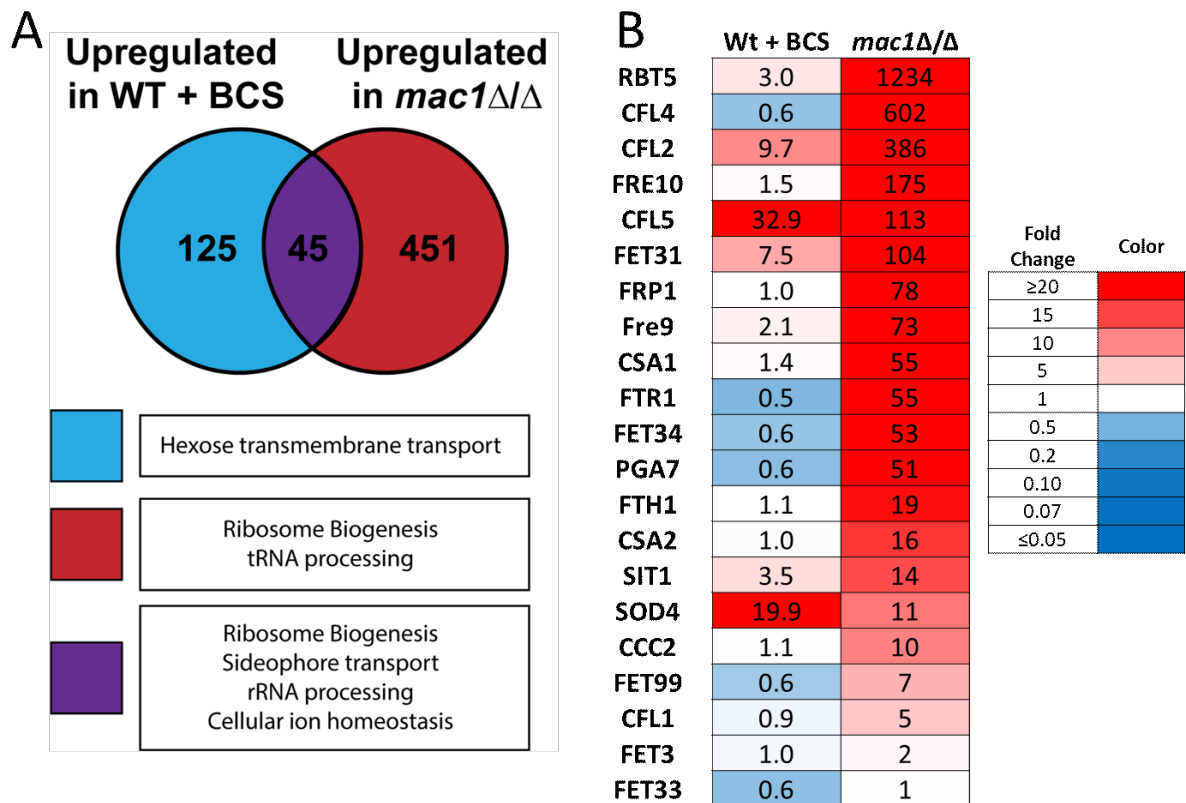 A
Upregulated
in WT + BCS
Upregulated
in mac1Δ/Δ
125
45
451
Hexose transmembrane transport
Ribosome Biogenesis
tRNA processing
Ribosome Biogenesis
Sideophore transport
rRNA processing
Cellular ion homeostasis
B
Wt + BCS mac1Δ/Δ
RBT5 3.0 1234
CFL4 0.6 602
CFL2 9.7 386
FRE10 1.5 175
CFL5 32.9 113
FET31 7.5 104
FRP1 1.0 78
Fre9 2.1 73
CSA1 1.4 55
FTR1 0.5 55
FET34 0.6 53
PGA7 0.6 51
FTH1 1.1 19
CSA2 1.0 16
SIT1 3.5 14
SOD4 19.9 11
CCC2 1.1 10
FET99 0.6 7
CFL1 0.9 5
FET3 1.0 2
FET33 0.6 1
Fold
Change
Color
≥20
15
10
5
1
0.5
0.2
0.10
0.07
≤0.05